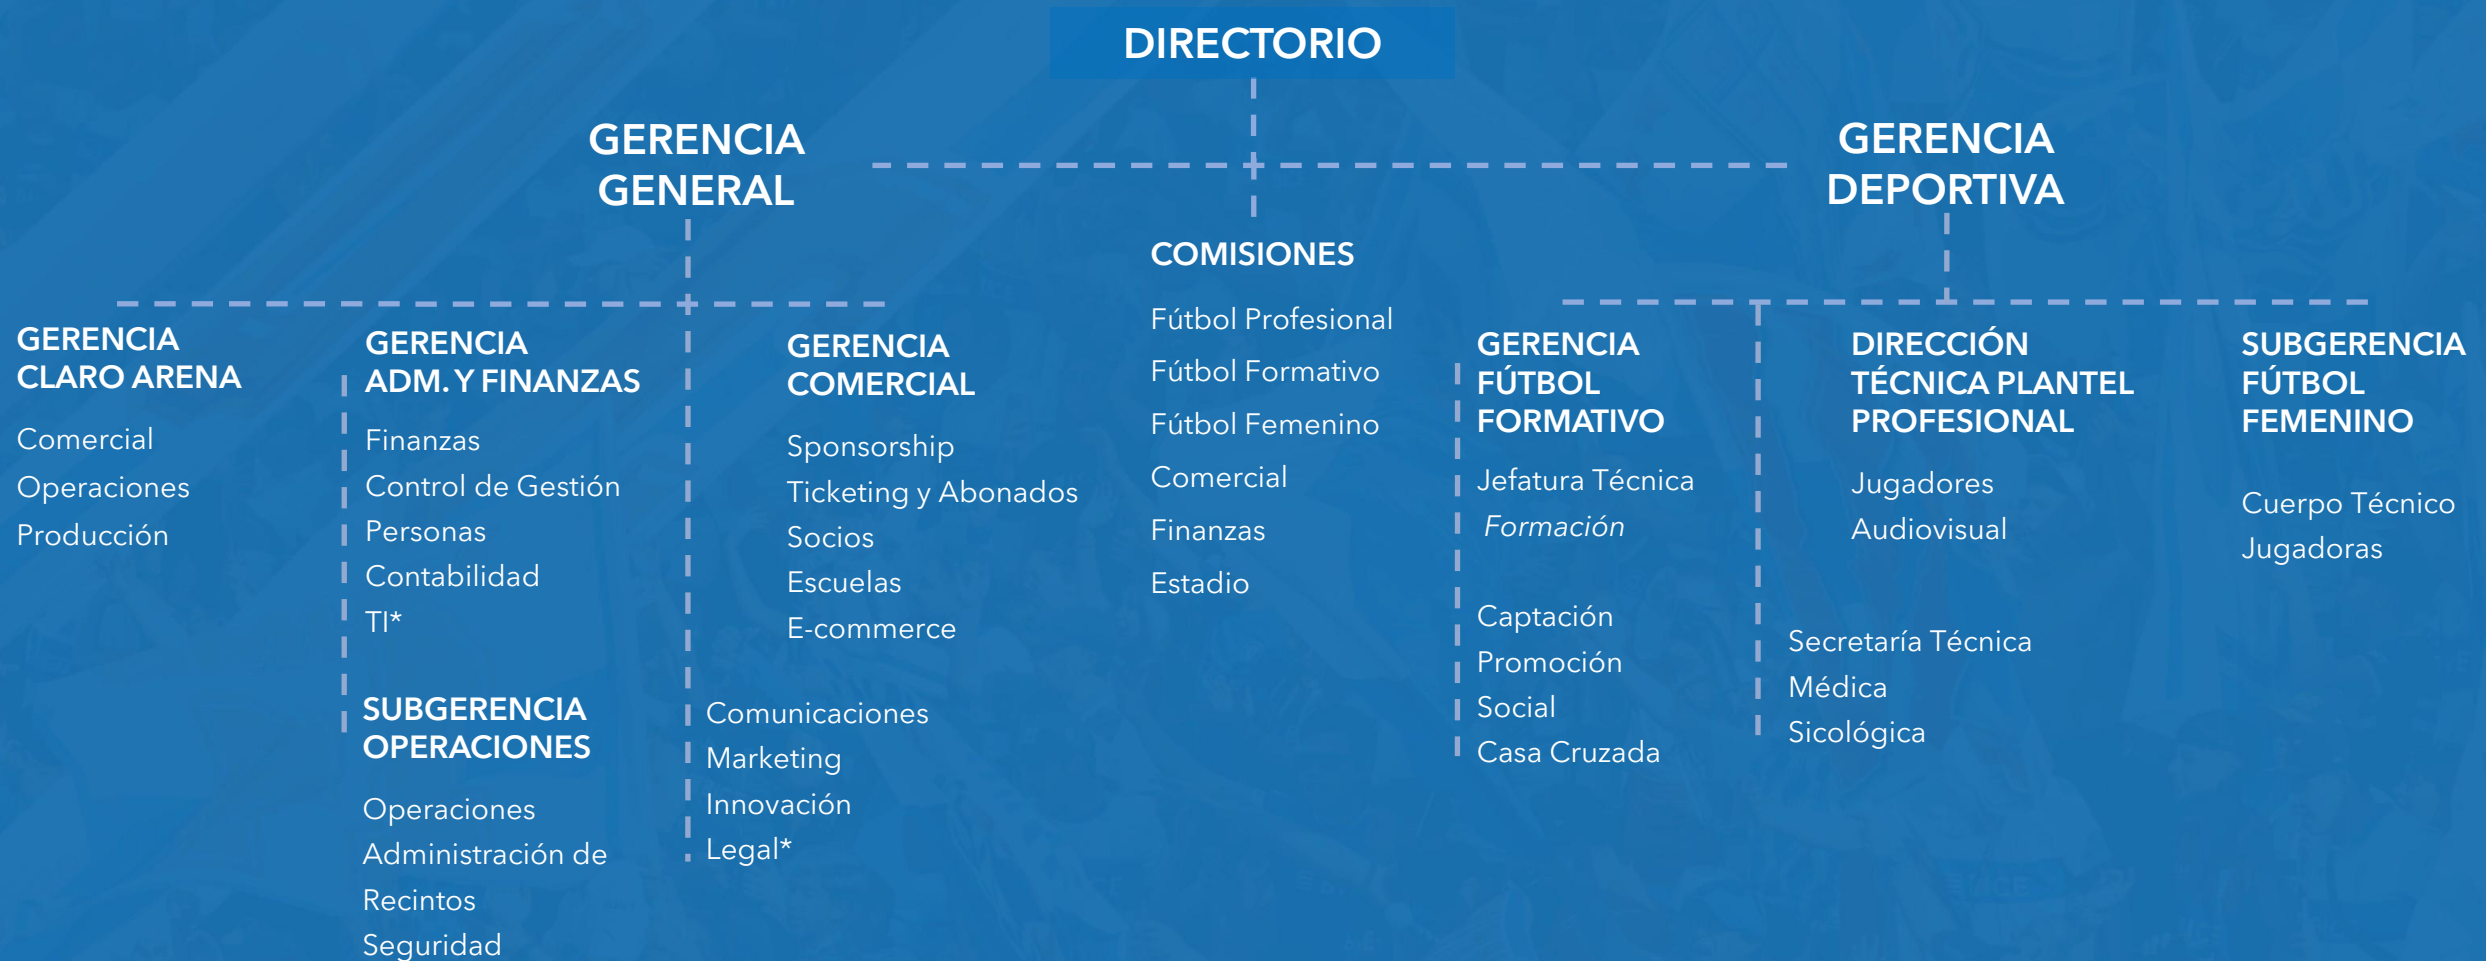 DIRECTORIO
GERENCIA
GENERAL
GERENCIA
DEPORTIVA
GERENCIA
CLARO ARENA
Comercial
Operaciones
Producción
GERENCIA
ADM. Y FINANZAS
Finanzas
Control de Gestión
Personas
Contabilidad
TI*
SUBGERENCIA
OPERACIONES
Operaciones
Administración de
Recintos
Seguridad
GERENCIA
COMERCIAL
Sponsorship
Ticketing y Abonados
Socios
Escuelas
E-commerce
Comunicaciones
Marketing
Innovación
Legal*
COMISIONES
Fútbol Profesional
Fútbol Formativo
Fútbol Femenino
Comercial
Finanzas
Estadio
GERENCIA
FÚTBOL
FORMATIVO
Jefatura Técnica
Formación
Captación
Promoción
Social
Casa Cruzada
DIRECCIÓN
TÉCNICA PLANTEL
PROFESIONAL
Jugadores
Audiovisual
Secretaría Técnica
Médica
Sicológica
SUBGERENCIA
FÚTBOL
FEMENINO
Cuerpo Técnico
Jugadoras